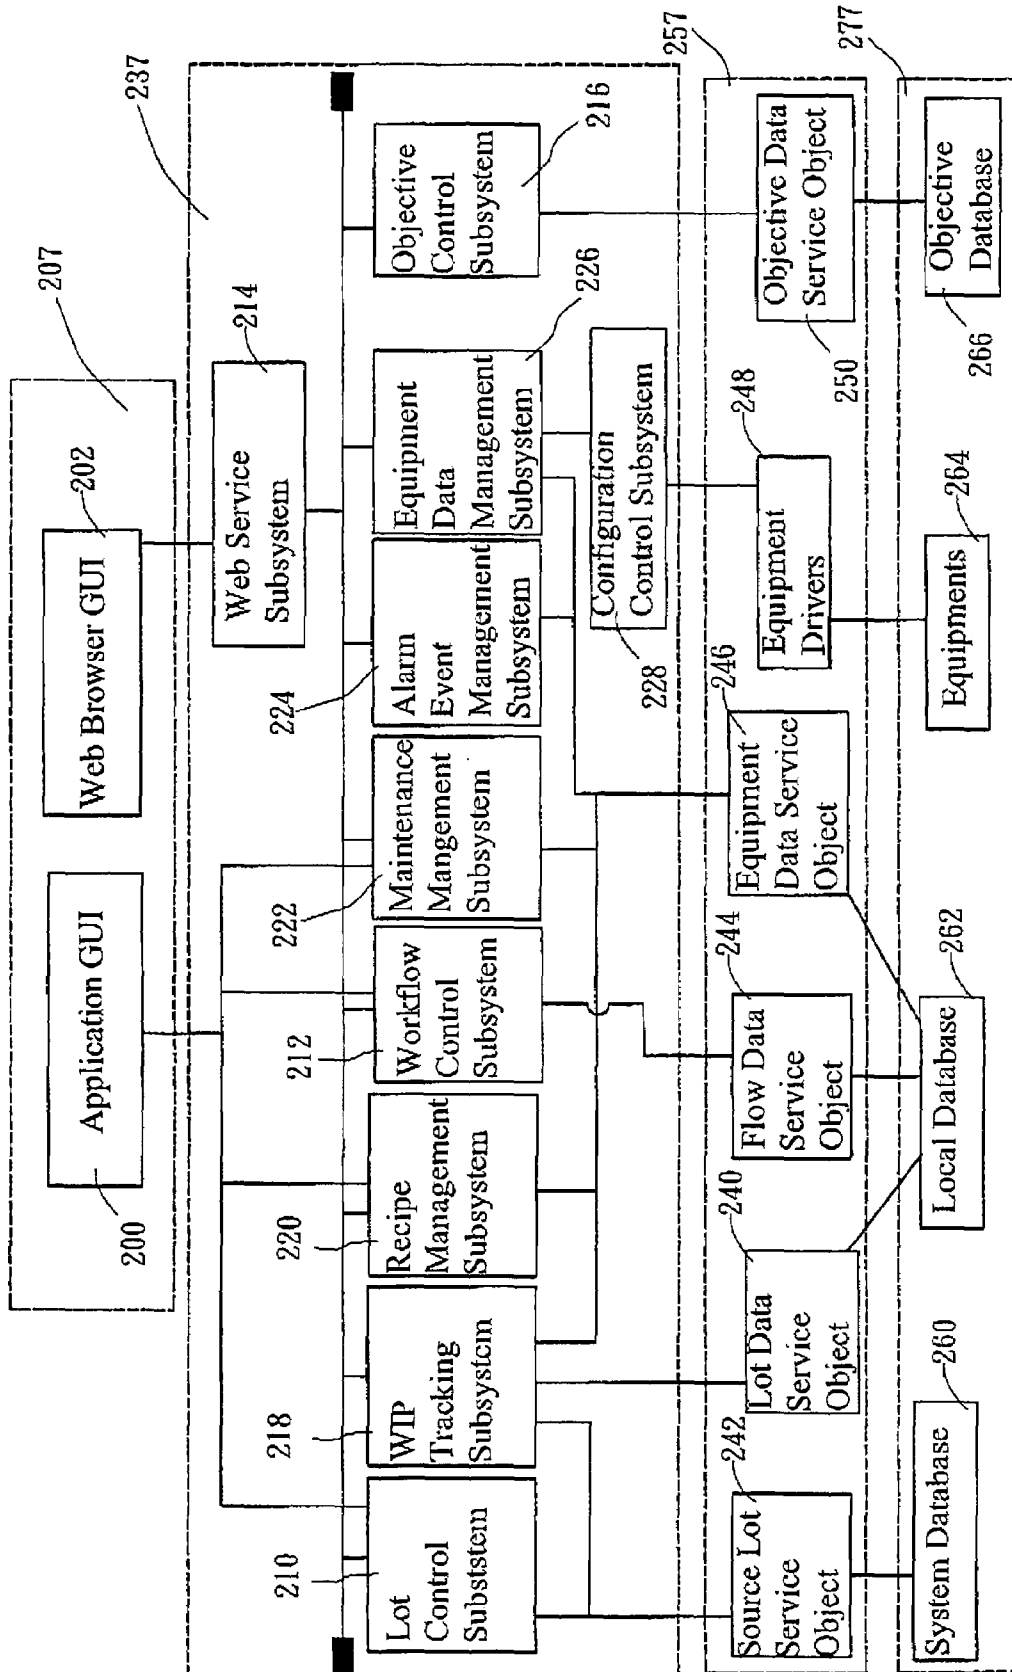 207
Application GUI
200
Web Browser GUI
202
237
Web Service
Subsystem
214
210
Lot
Control
Subststem
218
WIP
Tracking
Subsystem
220
Recipe
Management
Subsystem
212
Workflow
Control
Subsystem
222
Maintenance
Mangement
Subsystem
224
Alarm
Event
Management
Subsystem
Equipment
Data
Management
Subsystem
226
Objective
Control
Subsystem
216
Configuration
Control Subsystem
228
257
Source Lot
Service
Object
242
Lot Data
Service
Object
240
Flow Data
Service
Object
244
Equipment
Data Service
Object
246
Equipment
Drivers
248
Objective Data
Service Object
250
277
System Database
260
Local Database
262
Equipments
264
Objective
Database
266